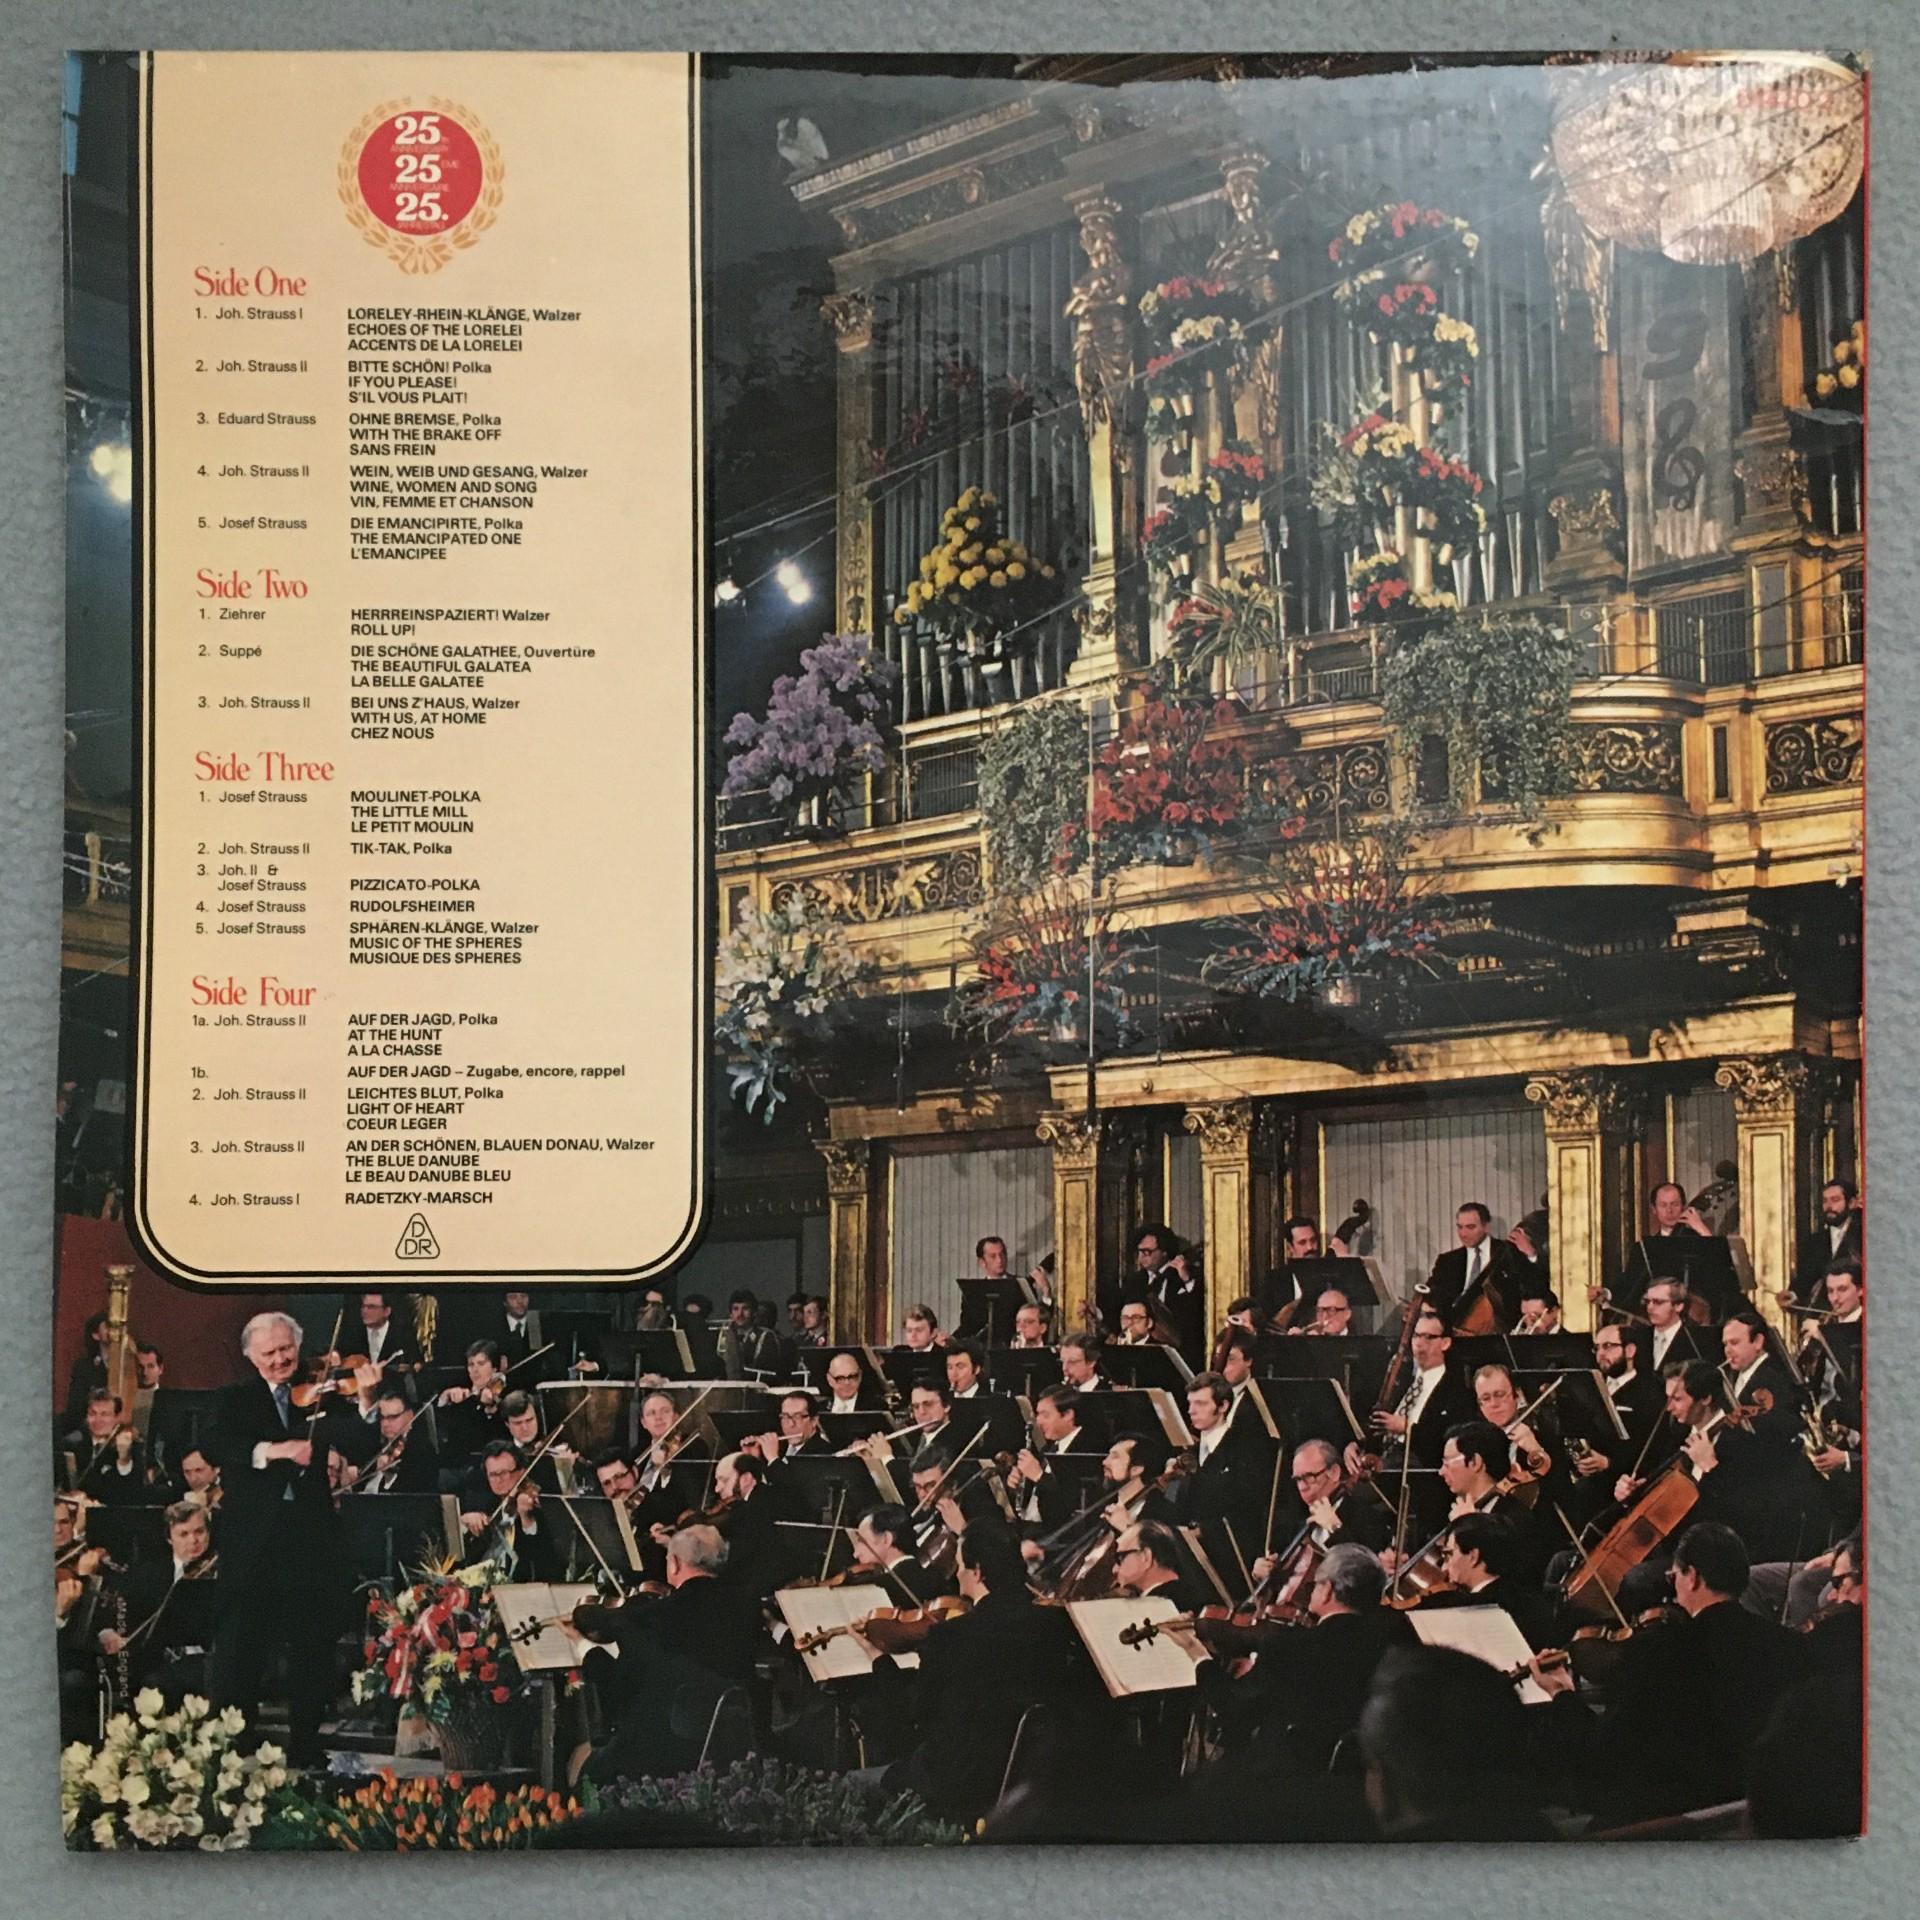 25TH
ANNIVERSARY
25EME
ANNIVERSAIRE
25.
Side One
1. Joh. Strauss I LORELEY-RHEIN-KLÄNGE, Walzer
ECHOES OF THE LORELEI
ACCENTS DE LA LORELEI
2. Joh. Strauss II BITTE SCHÖN! Polka
IF YOU PLEASE!
S'IL VOUS PLAIT!
3. Eduard Strauss OHNE BREMSE, Polka
WITH THE BRAKE OFF
SANS FREIN
4. Joh. Strauss II WEIN, WEIB UND GESANG, Walzer
WINE, WOMEN AND SONG
VIN, FEMME ET CHANSON
5. Josef Strauss DIE EMANCIPIRTE, Polka
THE EMANCIPATED ONE
L'EMANCIPEE
Side Two
1. Ziehrer HERRREINSPAZIERT! Walzer
ROLL UP!
2. Suppé DIE SCHÖNE GALATHEE, Ouvertüre
THE BEAUTIFUL GALATEA
LA BELLE GALATEE
3. Joh. Strauss II BEI UNS Z'HAUS, Walzer
WITH US, AT HOME
CHEZ NOUS
Side Three
1. Josef Strauss MOULINET-POLKA
THE LITTLE MILL
LE PETIT MOULIN
2. Joh. Strauss II TIK-TAK, Polka
3. Joh. II &
Josef Strauss PIZZICATO-POLKA
4. Josef Strauss RUDOLFSHEIMER
5. Josef Strauss SPHÄREN-KLÄNGE, Walzer
MUSIC OF THE SPHERES
MUSIQUE DES SPHERES
Side Four
1a. Joh. Strauss II AUF DER JAGD, Polka
AT THE HUNT
A LA CHASSE
1b. AUF DER JAGD – Zugabe, encore, rappel
2. Joh. Strauss II LEICHTES BLUT, Polka
LIGHT OF HEART
COEUR LEGER
3. Joh. Strauss II AN DER SCHÖNEN, BLAUEN DONAU, Walzer
THE BLUE DANUBE
LE BEAU DANUBE BLEU
4. Joh. Strauss I RADETZKY-MARSCH
D
DR